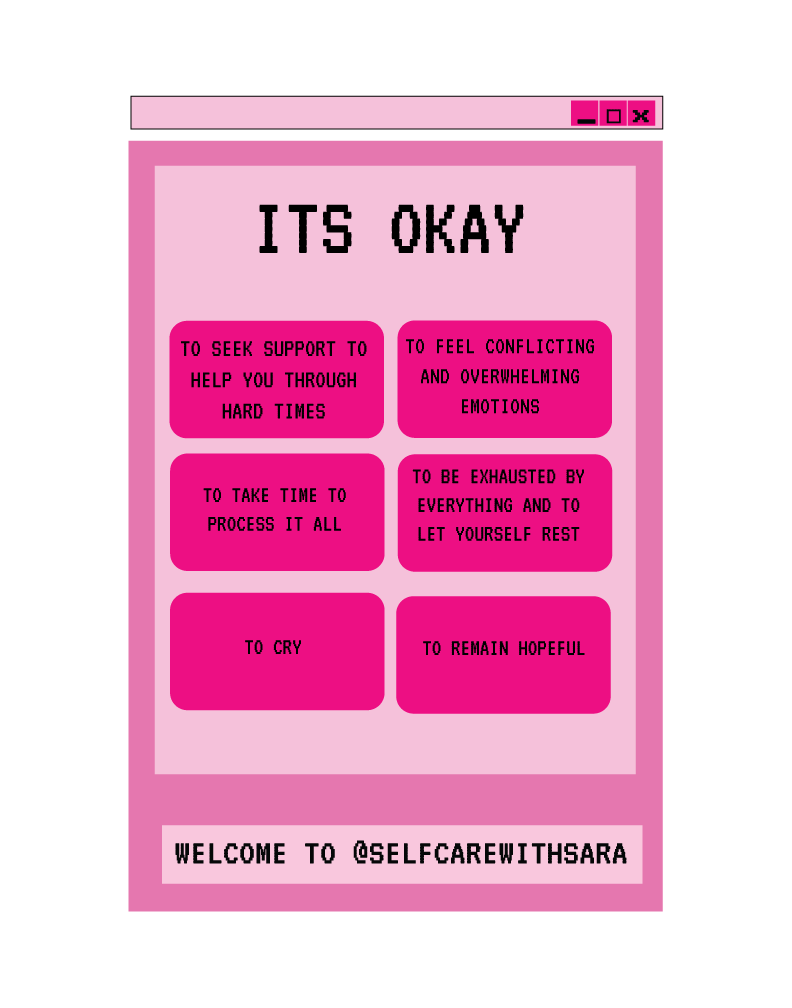 ITS OKAY
TO SEEK SUPPORT TO
HELP YOU THROUGH
HARD TIMES
TO FEEL CONFLICTING
AND OVERWHELMING
EMOTIONS
TO TAKE TIME TO
PROCESS IT ALL
TO BE EXHAUSTED BY
EVERYTHING AND TO
LET YOURSELF REST
TO CRY
TO REMAIN HOPEFUL
WELCOME TO @SELFCAREWITHSARA